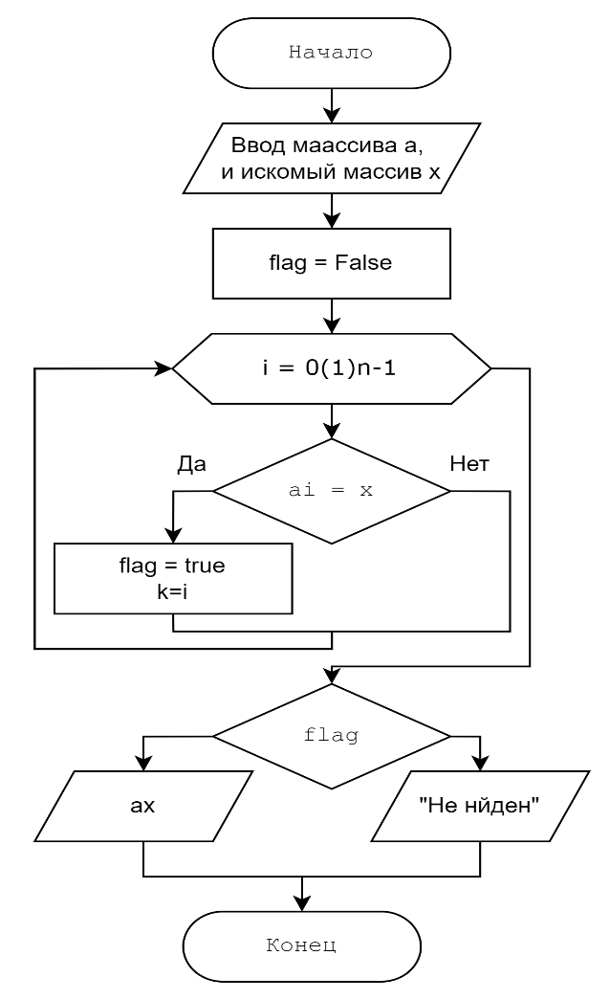 Начало
Ввод маассива a,
и искомый массив x
flag = False
i = 0(1)n-1
Да
Нет
ai = x
flag = true
k=i
flag
ax
"Не нйден"
Конец